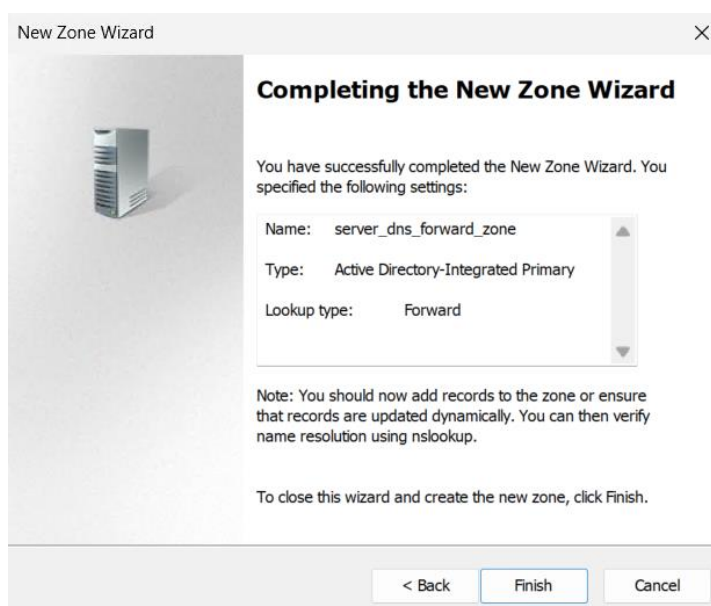 New Zone Wizard
Completing the New Zone Wizard
You have successfully completed the New Zone Wizard. You
specified the following settings:
Name: server_dns_forward_zone
Type: Active Directory-Integrated Primary
Lookup type: Forward
Note: You should now add records to the zone or ensure
that records are updated dynamically. You can then verify
name resolution using nslookup.
To close this wizard and create the new zone, click Finish.
< Back Finish Cancel